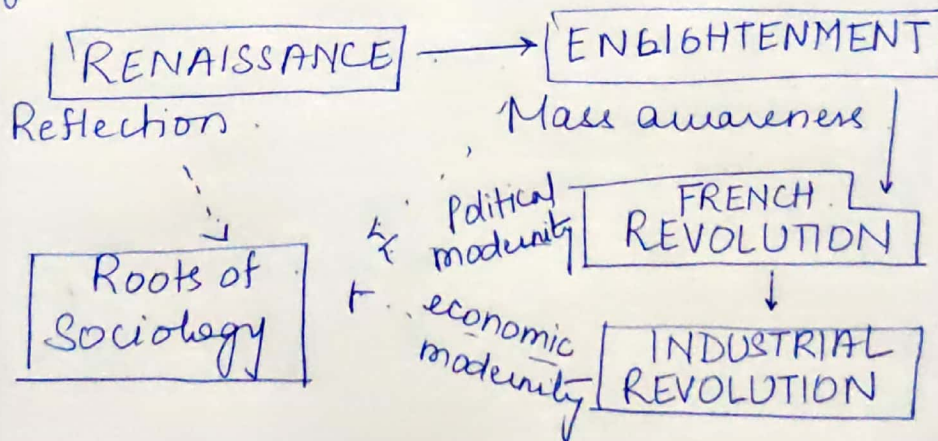 RENAISSANCE
ENLIGHTENMENT
Reflection
Mass awareness
Political
modernity
FRENCH
REVOLUTION
Roots of
Sociology
economic
modernity
INDUSTRIAL
REVOLUTION